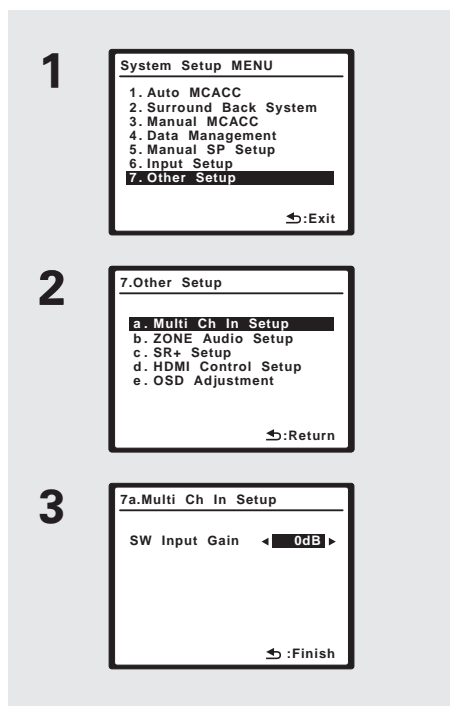 1
System Setup MENU
1. Auto MCACC
2. Surround Back System
3. Manual MCACC
4. Data Management
5. Manual SP Setup
6. Input Setup
7. Other Setup
:Exit
2
7.Other Setup
a. Multi Ch In Setup
b. ZONE Audio Setup
c. SR+ Setup
d. HDMI Control Setup
e. OSD Adjustment
:Return
3
7a.Multi Ch In Setup
SW Input Gain 0dB
:Finish